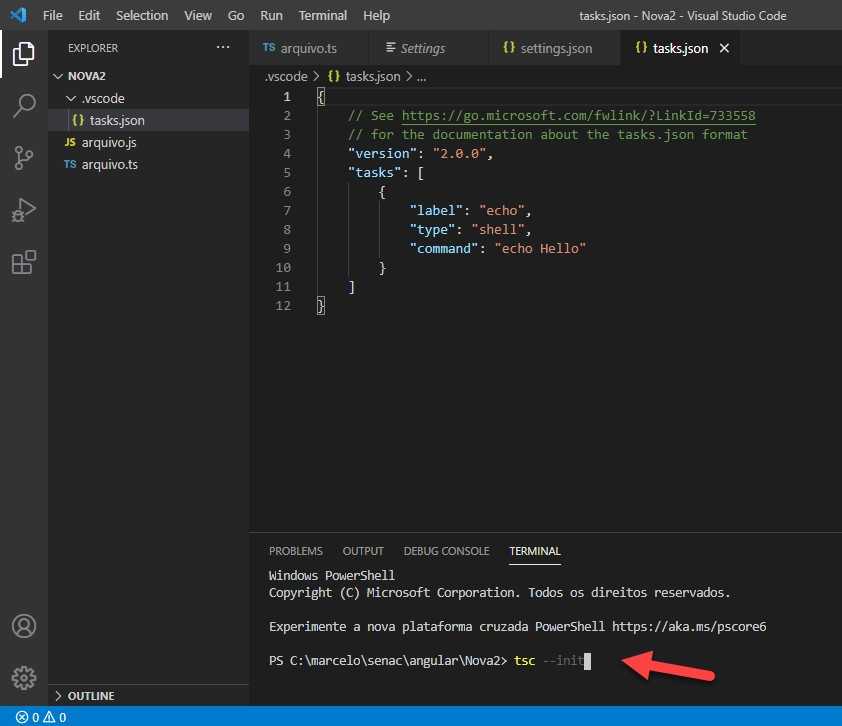 File Edit Selection View Go Run Terminal Help tasks.json - Nova2 - Visual Studio Code
EXPLORER ...
NOVA2
.vscode
{} tasks.json
JS arquivo.js
TS arquivo.ts
OUTLINE
TS arquivo.ts Settings {} settings.json {} tasks.json
.vscode > {} tasks.json > ...
1 {
2 // See https://go.microsoft.com/fwlink/?LinkId=733558
3 // for the documentation about the tasks.json format
4 "version": "2.0.0",
5 "tasks": [
6 {
7 "label": "echo",
8 "type": "shell",
9 "command": "echo Hello"
10 }
11 ]
12 }
PROBLEMS OUTPUT DEBUG CONSOLE TERMINAL
Windows PowerShell
Copyright (C) Microsoft Corporation. Todos os direitos reservados.
Experimente a nova plataforma cruzada PowerShell https://aka.ms/pscore6
PS C:\marcelo\senac\angular\Nova2> tsc --init
0 0